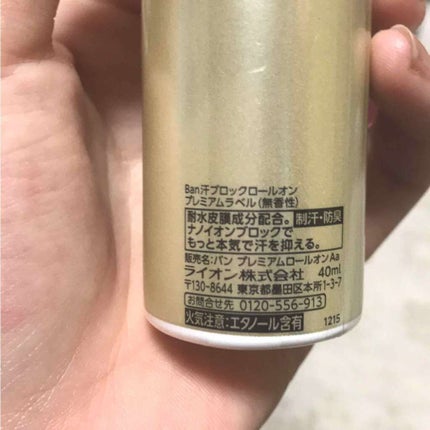 Ban汗ブロックロールオン
プレミアムラベル(無香性)
耐水皮膜成分配合。 制汗・防臭
ナノイオンブロックで
もっと本気で汗を抑える。
販売名:バン プレミアムロールオンAa
ライオン株式会社 40ml
〒130-8644 東京都墨田区本所1-3-7
お問合せ先 0120-556-913
火気注意:エタノール含有 1215